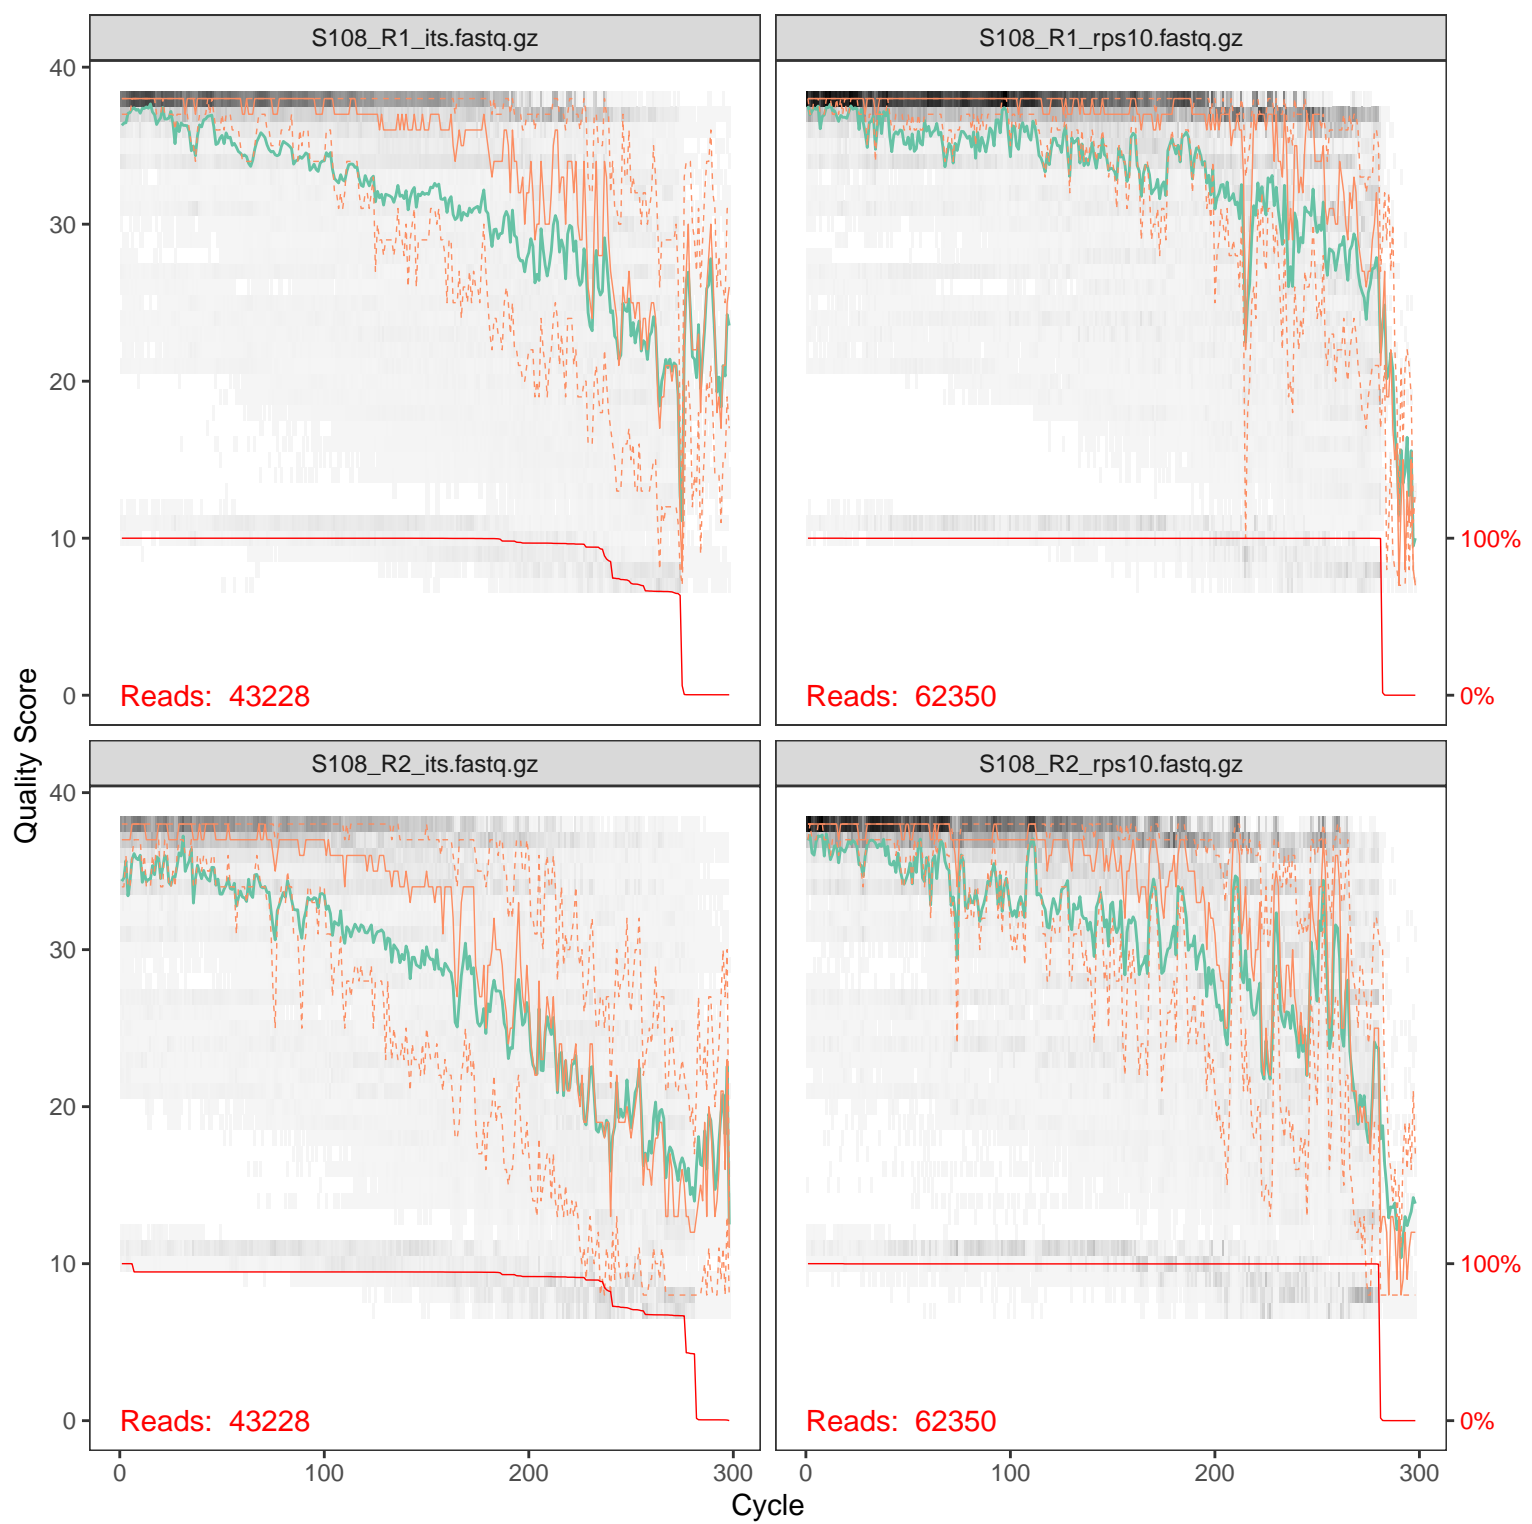 S108_R1_its.fastq.gz
S108_R1_rps10.fastq.gz
40
30
20
10
0
100%
0%
Reads: 43228
Reads: 62350
Quality Score
S108_R2_its.fastq.gz
S108_R2_rps10.fastq.gz
40
30
20
10
0
100%
0%
Reads: 43228
Reads: 62350
0 100 200 300
0 100 200 300
Cycle